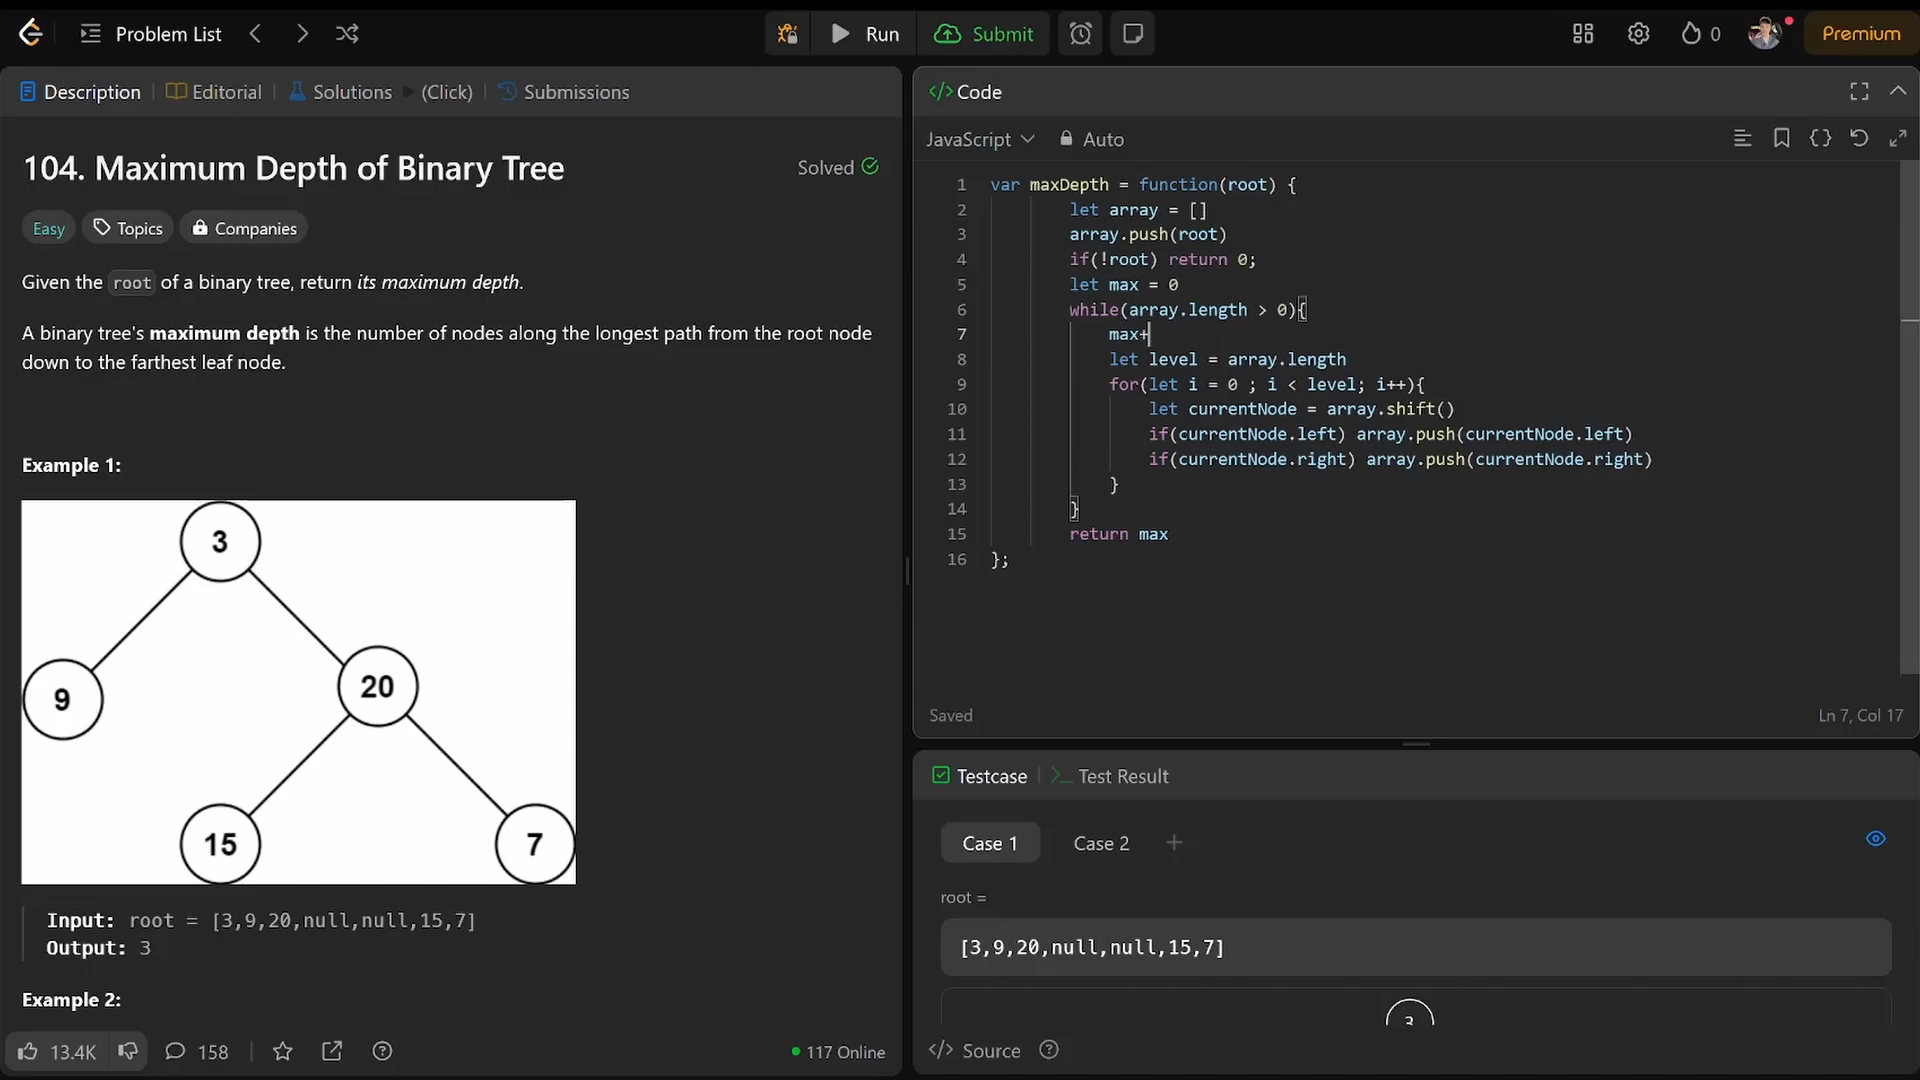 Problem List
Run
Submit
0
Premium
Description
Editorial
Solutions
(Click)
Submissions
104. Maximum Depth of Binary Tree
Solved
Easy
Topics
Companies
Given the root of a binary tree, return its maximum depth.
A binary tree's maximum depth is the number of nodes along the longest path from the root node
down to the farthest leaf node.
Example 1:
3
9
20
15
7
Input: root = [3,9,20,null,null,15,7]
Output: 3
Example 2:
13.4K
158
117 Online
</> Code
JavaScript
Auto
1 var maxDepth = function(root) {
2 let array = []
3 array.push(root)
4 if(!root) return 0;
5 let max = 0
6 while(array.length > 0){
7 max+
8 let level = array.length
9 for(let i = 0 ; i < level; i++){
10 let currentNode = array.shift()
11 if(currentNode.left) array.push(currentNode.left)
12 if(currentNode.right) array.push(currentNode.right)
13 }
14 }
15 return max
16 };
Saved
Ln 7, Col 17
Testcase
Test Result
Case 1
Case 2
root =
[3,9,20,null,null,15,7]
3
</> Source